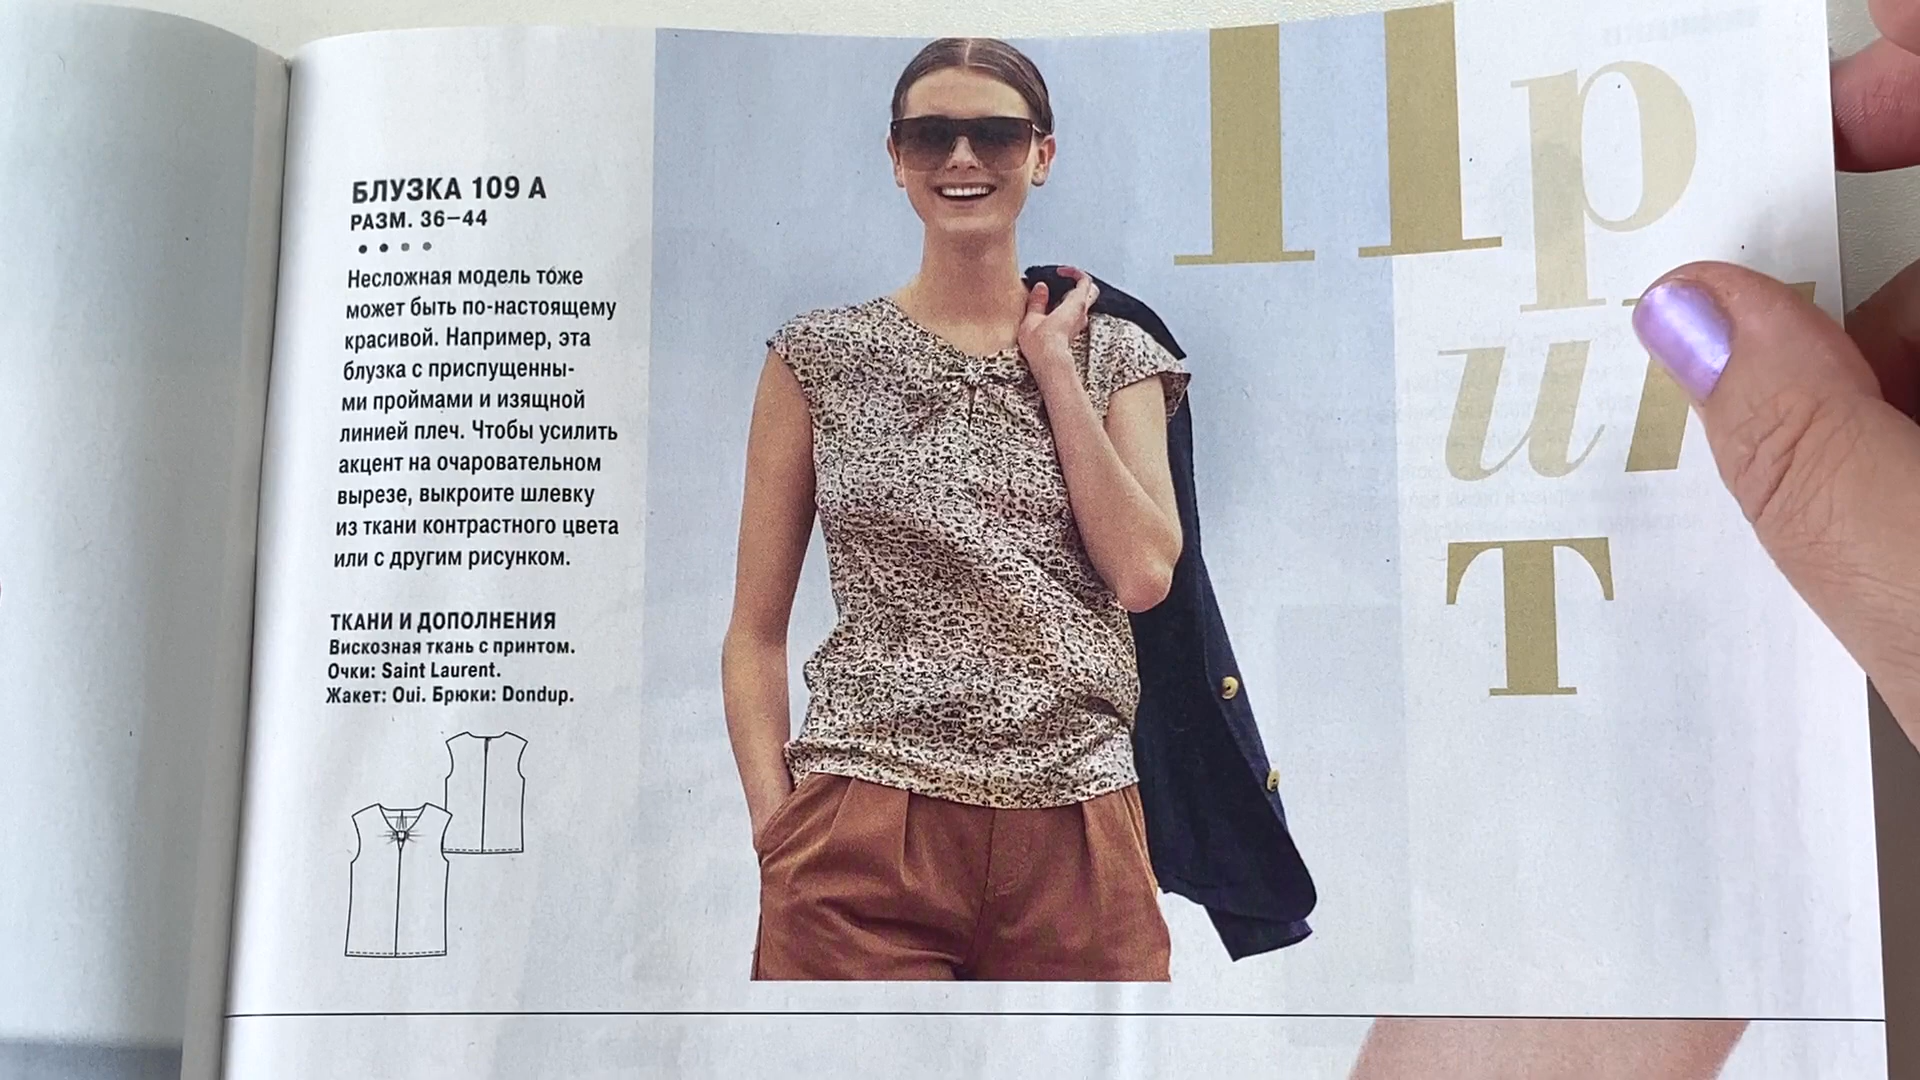 БЛУЗКА 109 А
РАЗМ. 36–44
Несложная модель тоже
может быть по-настоящему
красивой. Например, эта
блузка с приспущенны-
ми проймами и изящной
линией плеч. Чтобы усилить
акцент на очаровательном
вырезе, выкроите шлевку
из ткани контрастного цвета
или с другим рисунком.
ТКАНИ И ДОПОЛНЕНИЯ
Вискозная ткань с принтом.
Очки: Saint Laurent.
Жакет: Oui. Брюки: Dondup.
Пр
и
т